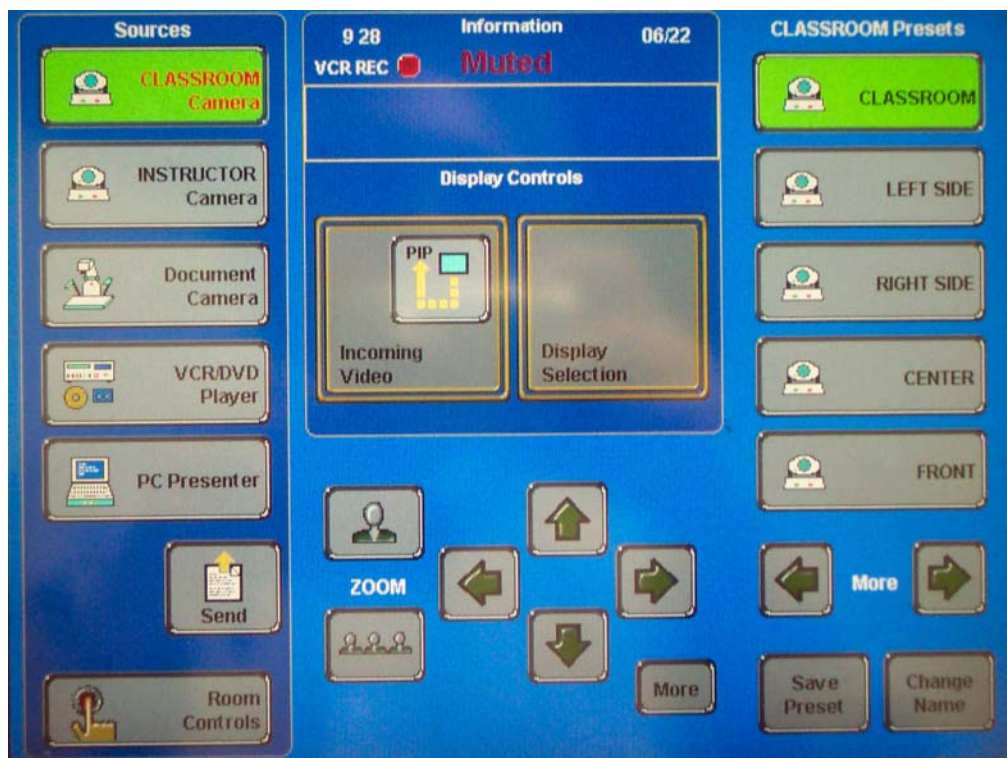 Sources
CLASSROOM
Camera
INSTRUCTOR
Camera
Document
Camera
VCR/DVD
Player
PC Presenter
Send
Room
Controls
Information
9 28
06/22
VCR REC
Muted
Display Controls
PIP
Incoming
Video
Display
Selection
ZOOM
More
CLASSROOM Presets
CLASSROOM
LEFT SIDE
RIGHT SIDE
CENTER
FRONT
More
Save
Preset
Change
Name